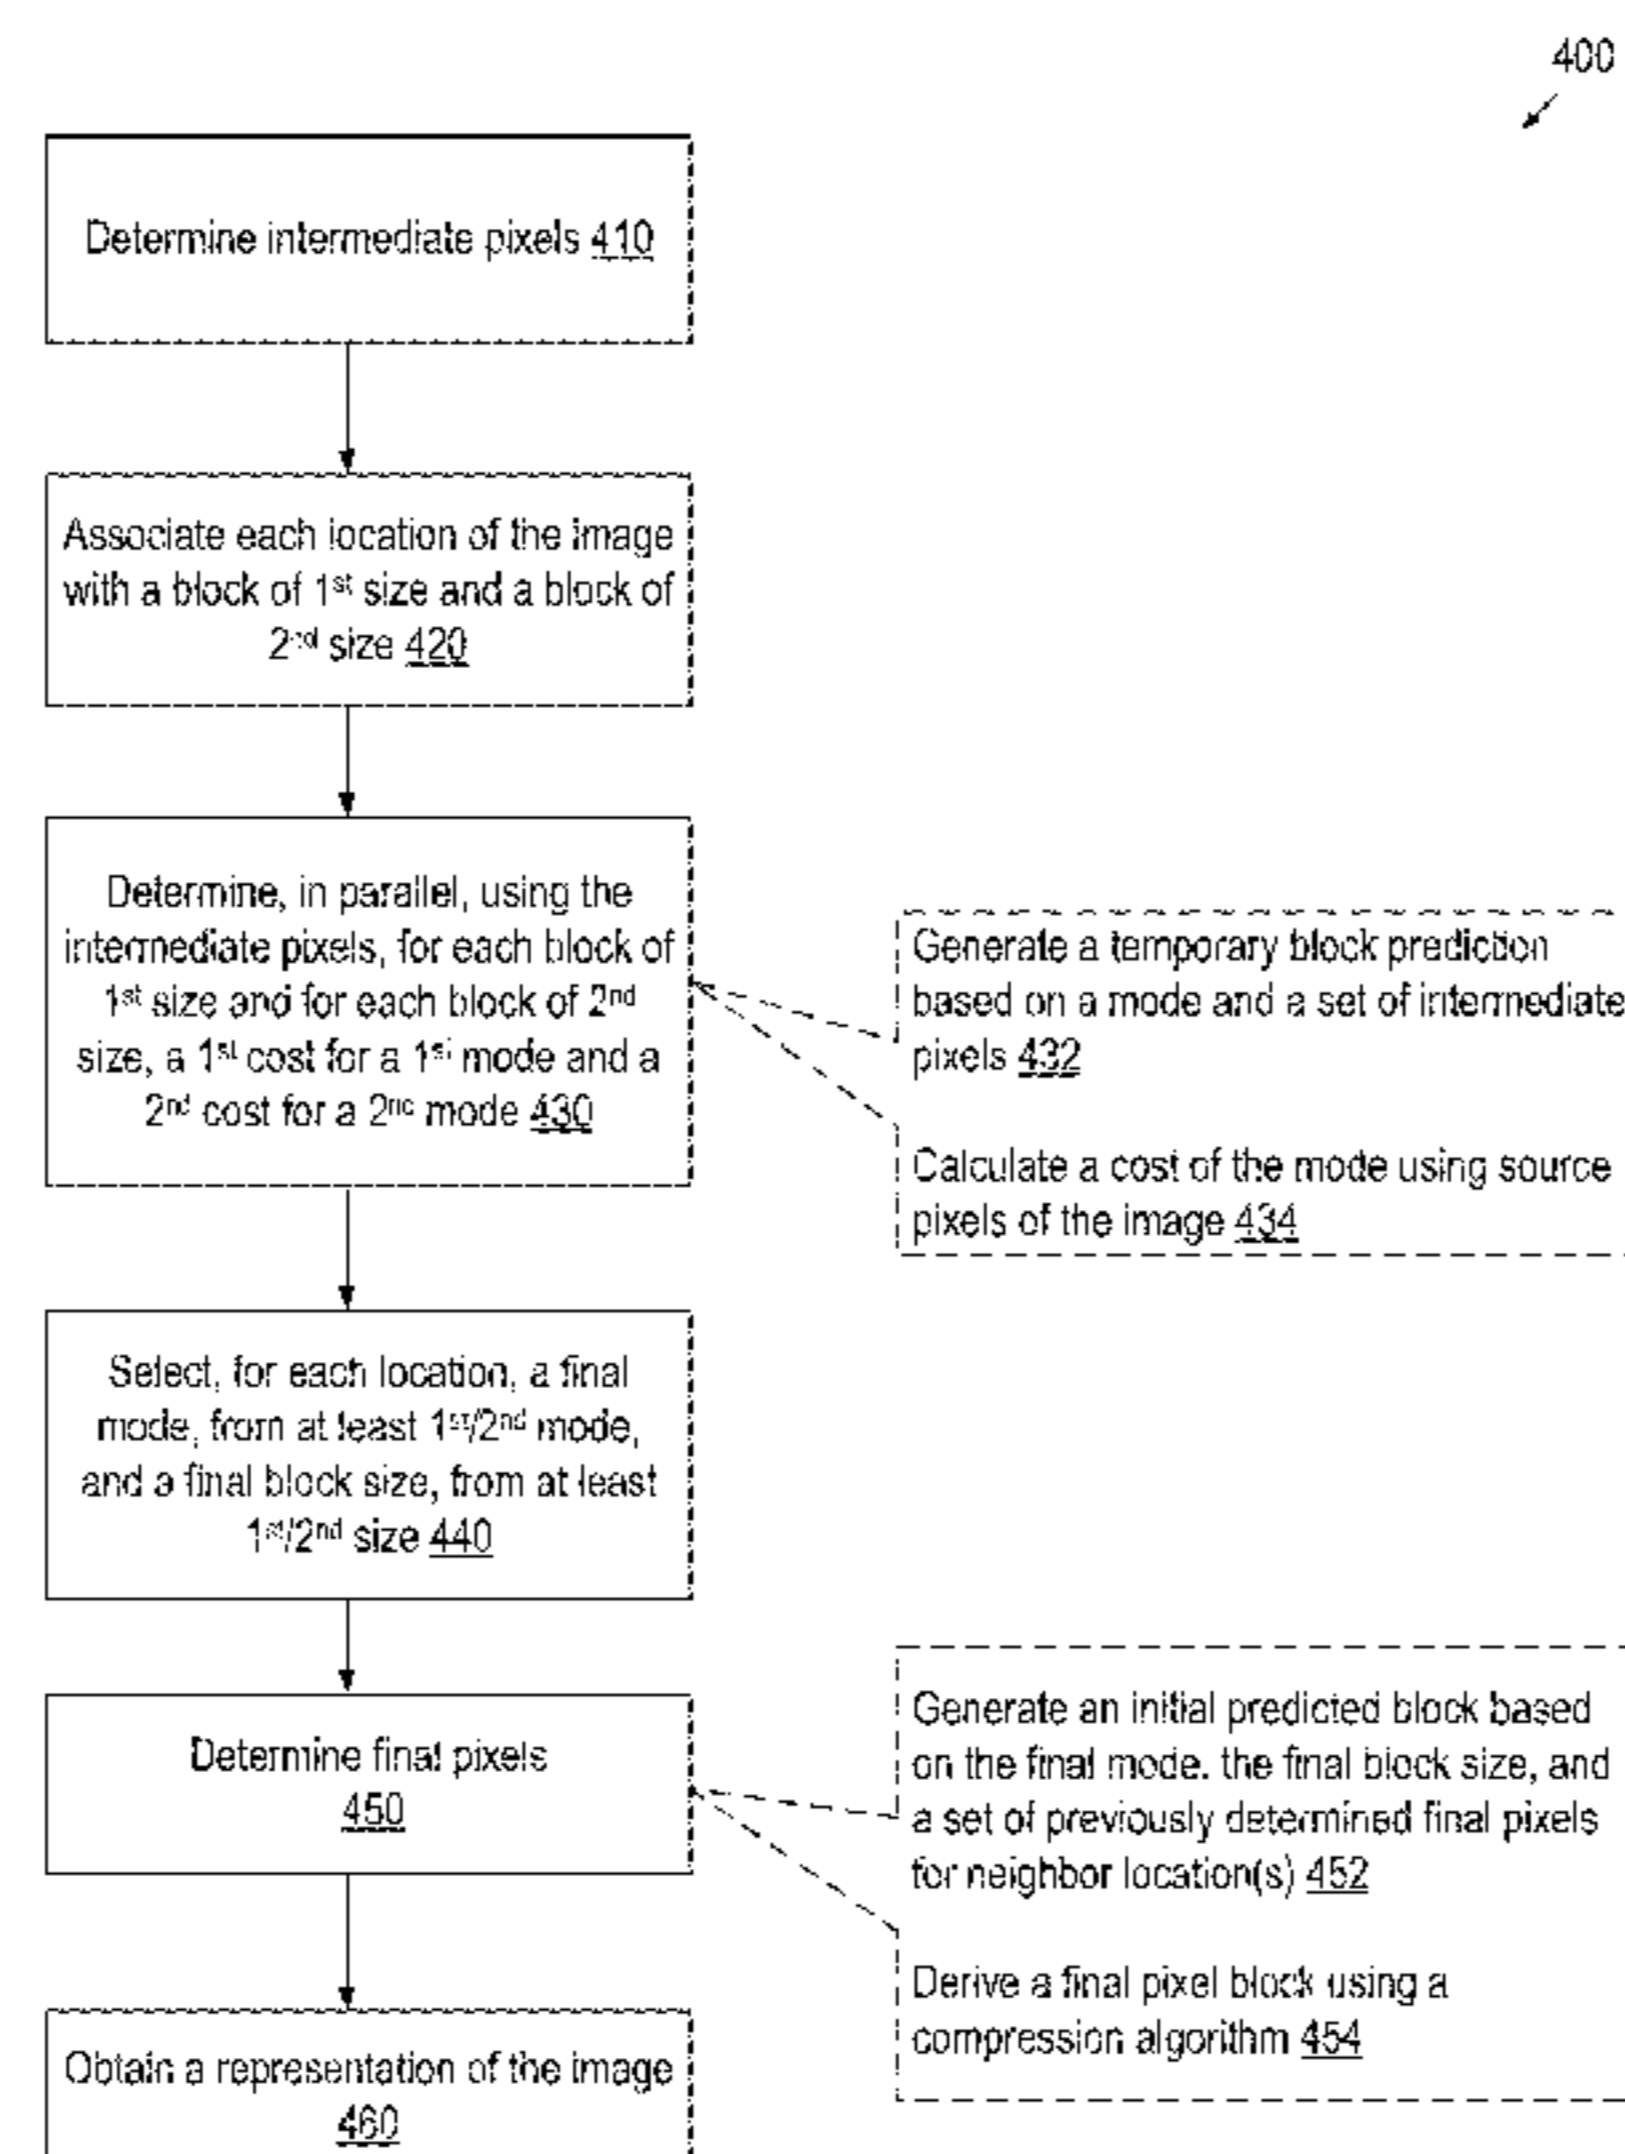 400
Determine intermediate pixels 410
Associate each location of the image
with a block of 1st size and a block of
2nd size 420
Determine, in parallel, using the
intermediate pixels, for each block of
1st size and for each block of 2nd
size, a 1st cost for a 1st mode and a
2nd cost for a 2nd mode 430
Generate a temporary block prediction
based on a mode and a set of intermediate
pixels 432
Calculate a cost of the mode using source
pixels of the image 434
Select, for each location, a final
mode, from at least 1st/2nd mode,
and a final block size, from at least
1st/2nd size 440
Determine final pixels
450
Generate an initial predicted block based
on the final mode. the final block size, and
a set of previously determined final pixels
for neighbor location(s) 452
Derive a final pixel block using a
compression algorithm 454
Obtain a representation of the image
460